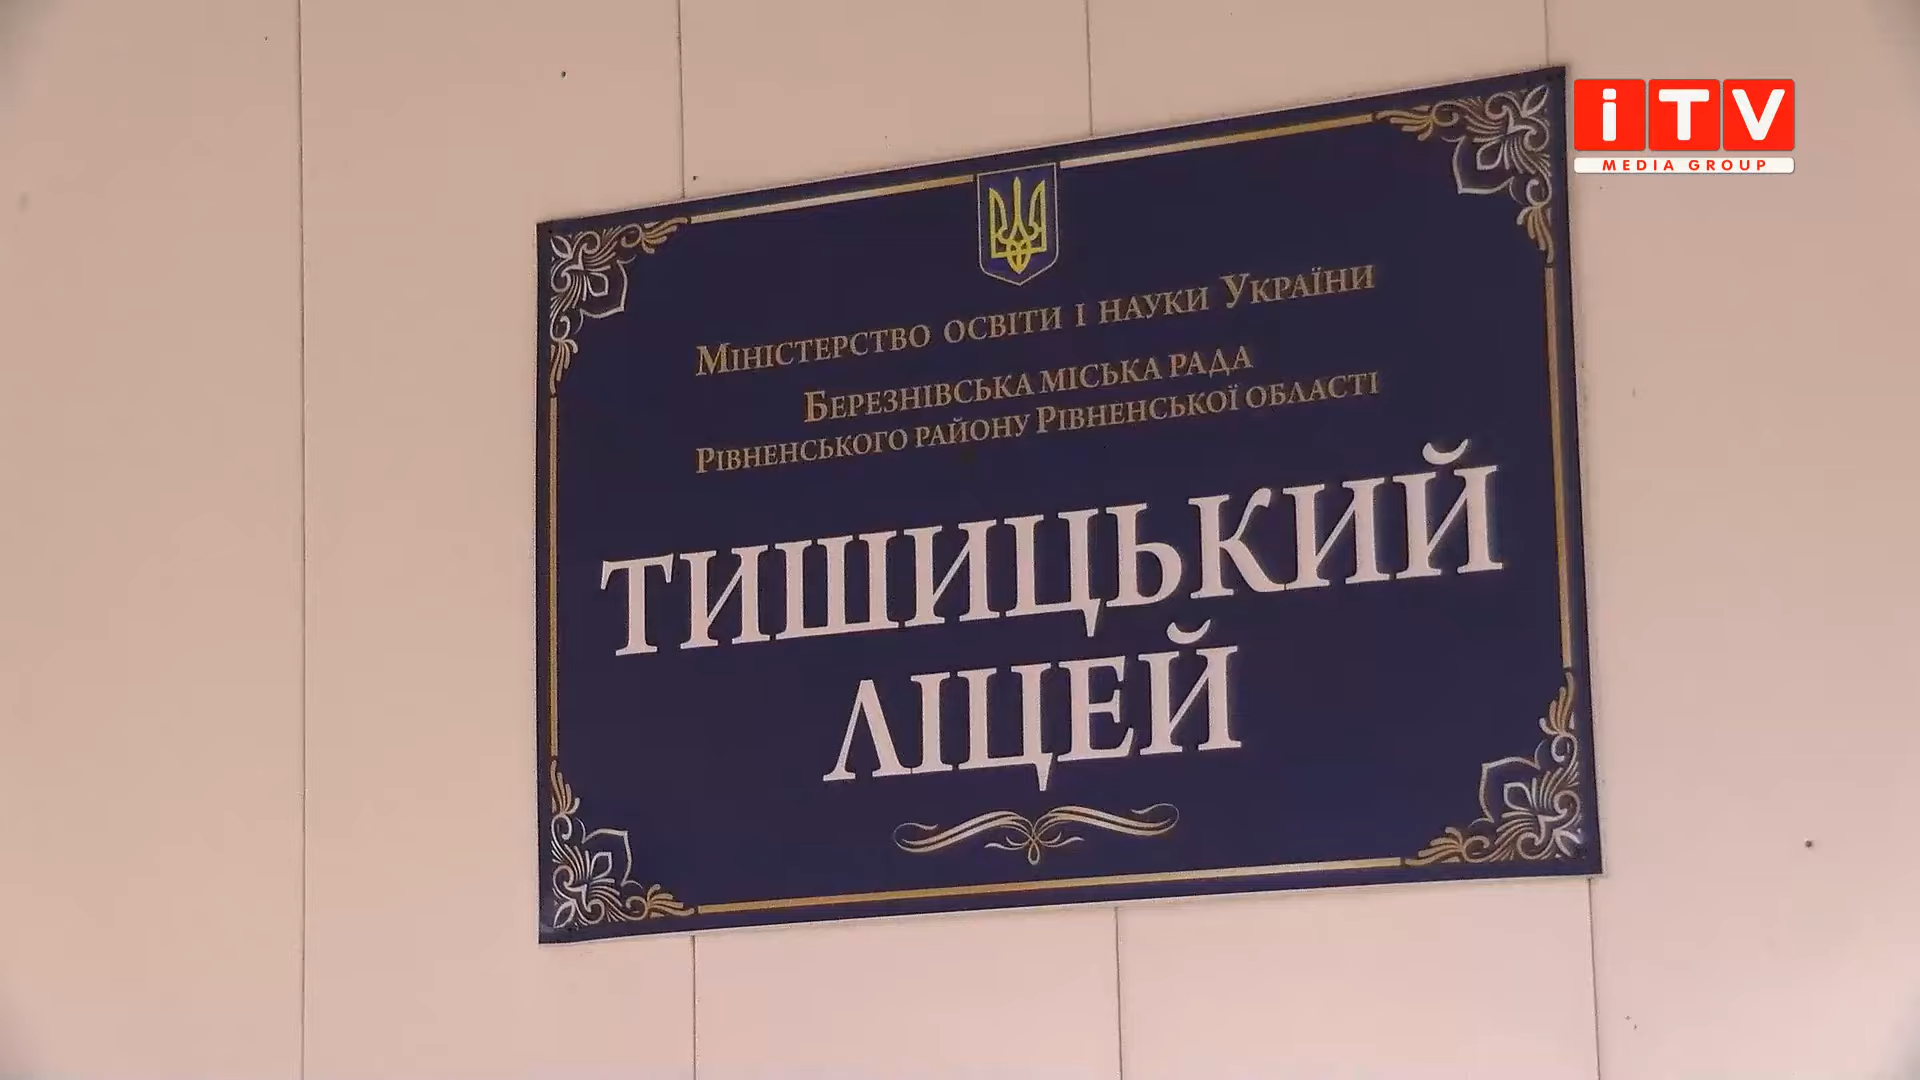 iTV
MEDIA GROUP
Міністерство освіти і науки України
Березнівська міська рада
Рівненського району Рівненської області
ТИШИЦЬКИЙ
ЛІЦЕЙ